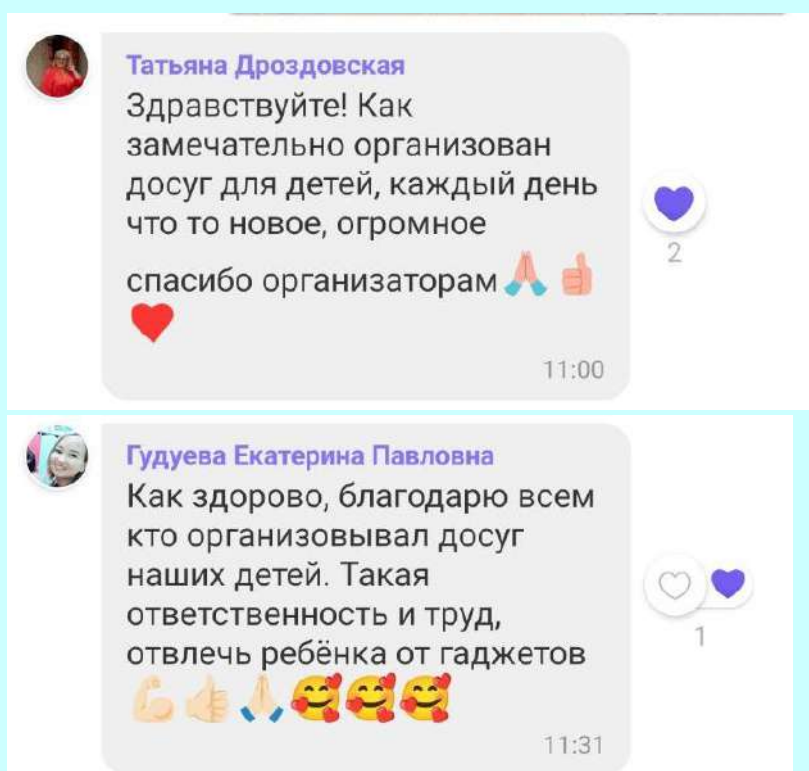 Татьяна Дроздовская
Здравствуйте! Как
замечательно организован
досуг для детей, каждый день
что то новое, огромное
спасибо организаторам🙏👍
❤️
2
11:00
Гудуева Екатерина Павловна
Как здорово, благодарю всем
кто организовывал досуг
наших детей. Такая
ответственность и труд,
отвлечь ребёнка от гаджетов
💪🏻👍🏻🙏🏻🥰🥰🥰
1
11:31